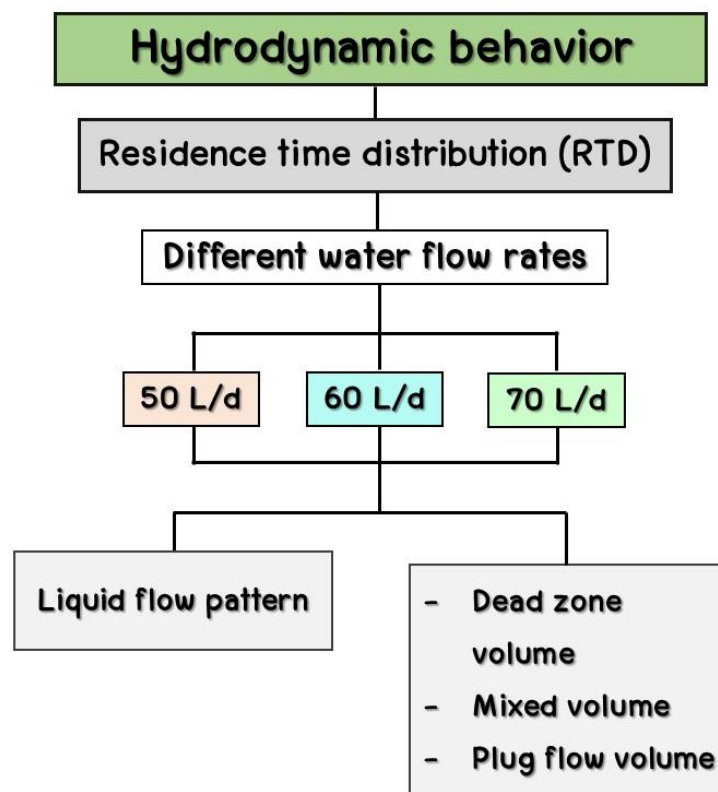 Hydrodynamic behavior
Residence time distribution (RTD)
Different water flow rates
50 L/d
60 L/d
70 L/d
Liquid flow pattern
- Dead zone
volume
- Mixed volume
- Plug flow volume